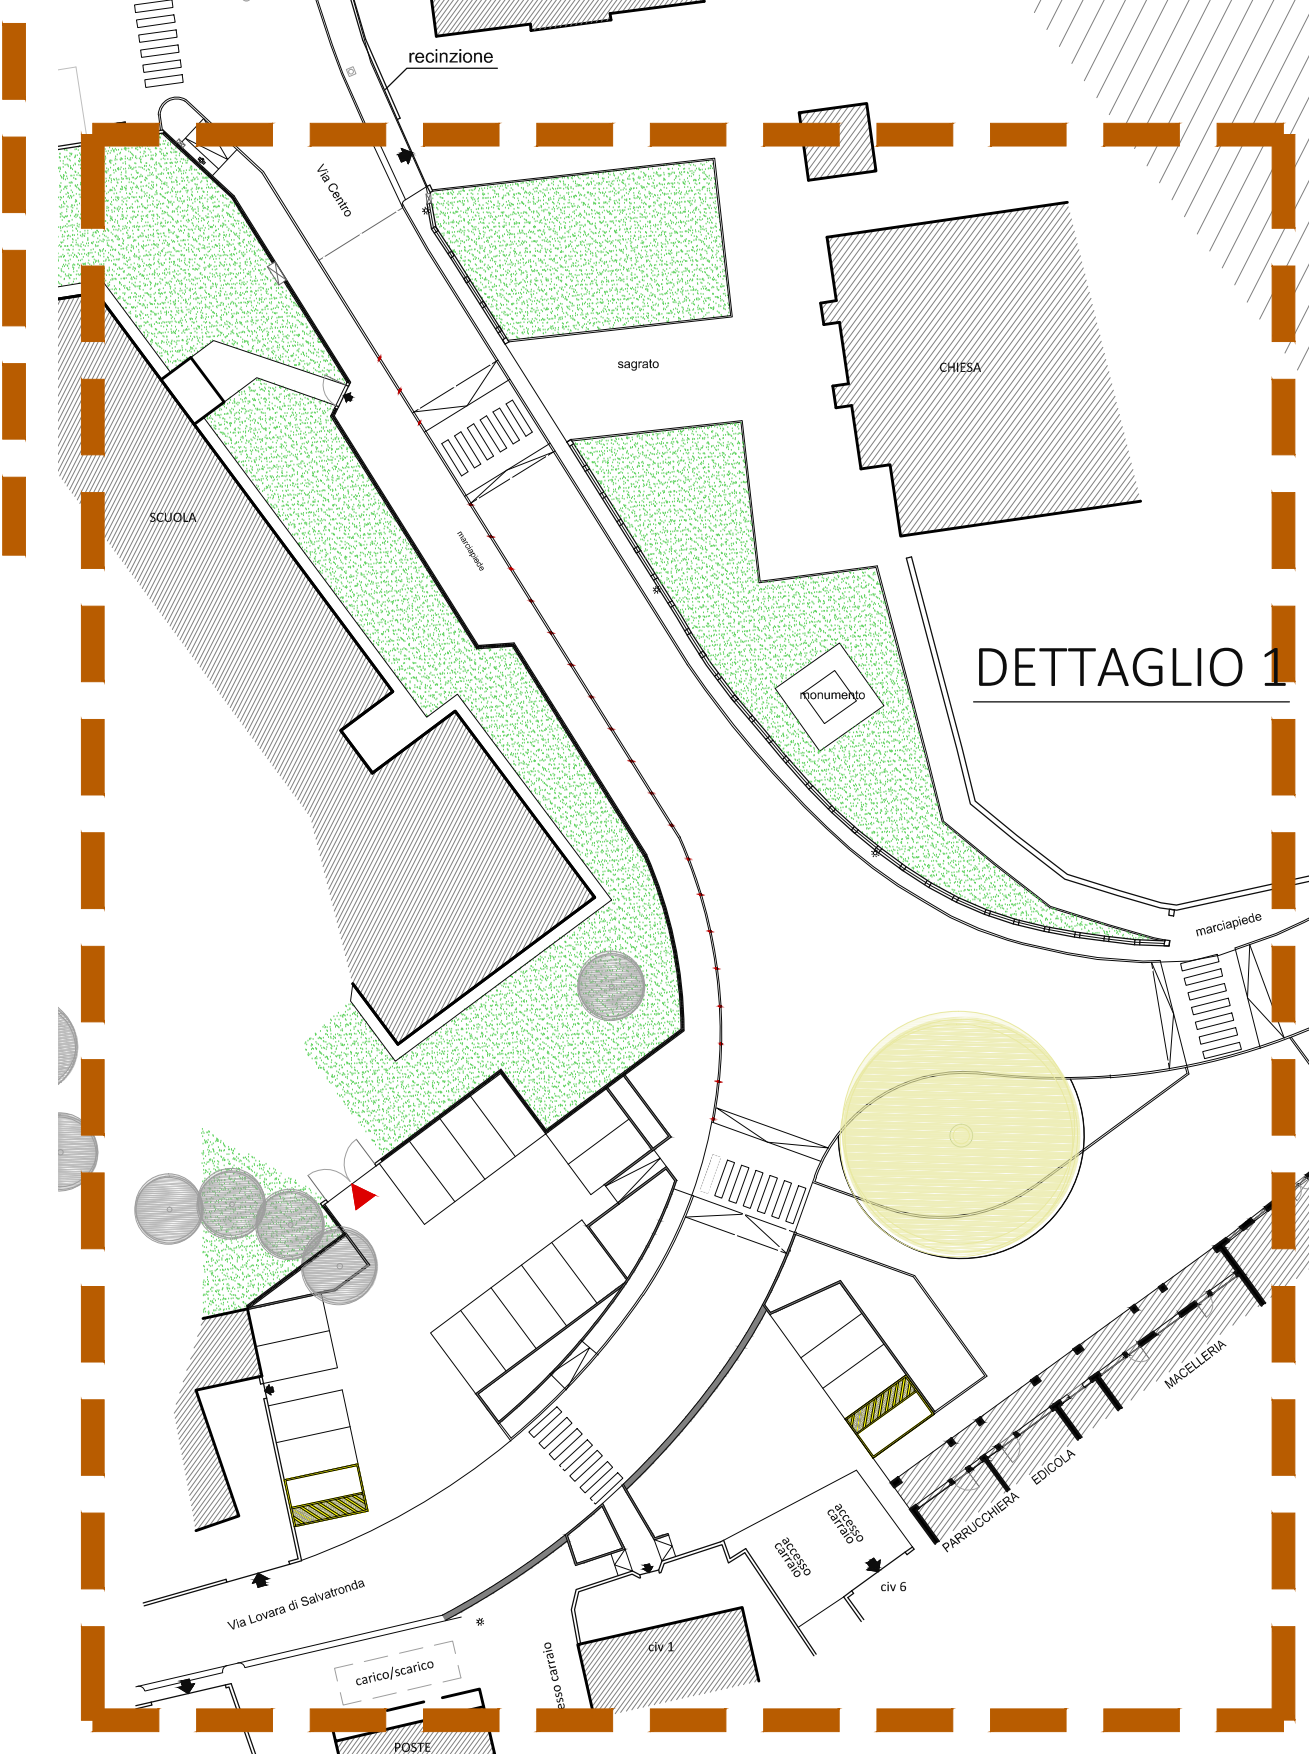 recinzione
Via Centro
sagrato
CHIESA
SCUOLA
marciapiede
DETTAGLIO 1
monumento
marciapiede
MACELLERIA
EDICOLA
PARRUCCHIERA
accesso
carraio
accesso
carraio
civ 6
Via Lovara di Salvatronda
civ 1
carico/scarico
esso carraio
POSTE